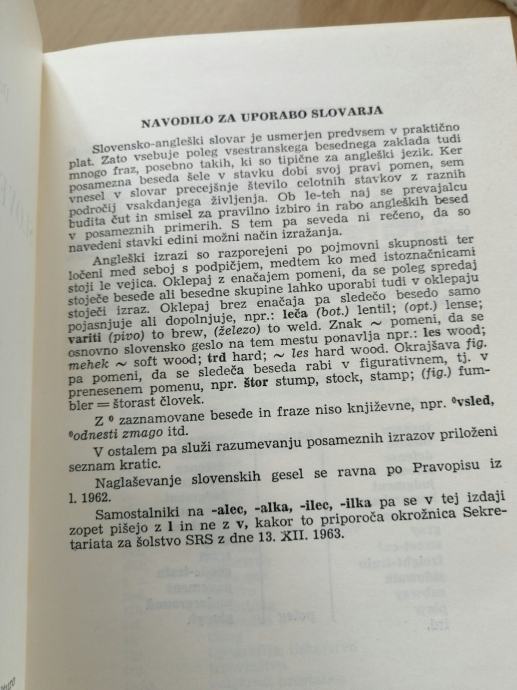 NAVODILO ZA UPORABO SLOVARJA
Slovensko-angleški slovar je usmerjen predvsem v praktično
plat. Zato vsebuje poleg vsestranskega besednega zaklada tudi
mnogo fraz, posebno takih, ki so tipične za angleški jezik. Ker
posamezna beseda šele v stavku dobi svoj pravi pomen, sem
vnesel v slovar precejšnje število celotnih stavkov z raznih
področij vsakdanjega življenja. Ob le-teh naj se prevajalcu
budita čut in smisel za pravilno izbiro in rabo angleških besed
v posameznih primerih. S tem pa seveda ni rečeno, da so
navedeni stavki edini možni način izražanja.
Angleški izrazi so razporejeni po pojmovni skupnosti ter
ločeni med seboj s podpičjem, medtem ko med istoznačnicami
stoji le vejica. Oklepaj z enačajem pomeni, da se poleg spredaj
stoječe besede ali besedne skupine lahko uporabi tudi v oklepaju
stoječi izraz. Oklepaj brez enačaja pa sledečo besedo samo
pojasnjuje ali dopolnjuje, npr.: leča (bot.) lentil; (opt.) lense;
variti (pivo) to brew, (železo) to weld. Znak ~ pomeni, da se
osnovno slovensko geslo na tem mestu ponavlja npr.: les wood;
mehek ~ soft wood; trd hard; ~ les hard wood. Okrajšava fig.
pa pomeni, da se sledeča beseda rabi v figurativnem, tj. v
prenesenem pomenu, npr. štor stump, stock, stamp; (fig.) fum-
bler = štorast človek.
Z ⁰ zaznamovane besede in fraze niso književne, npr. ⁰vsled,
⁰odnesti zmago itd.
V ostalem pa služi razumevanju posameznih izrazov priloženi
seznam kratic.
Naglaševanje slovenskih gesel se ravna po Pravopisu iz
l. 1962.
Samostalniki na -alec, -alka, -ilec, -ilka pa se v tej izdaji
zopet pišejo z l in ne z v, kakor to priporoča okrožnica Sekre-
tariata za šolstvo SRS z dne 13. XII. 1963.